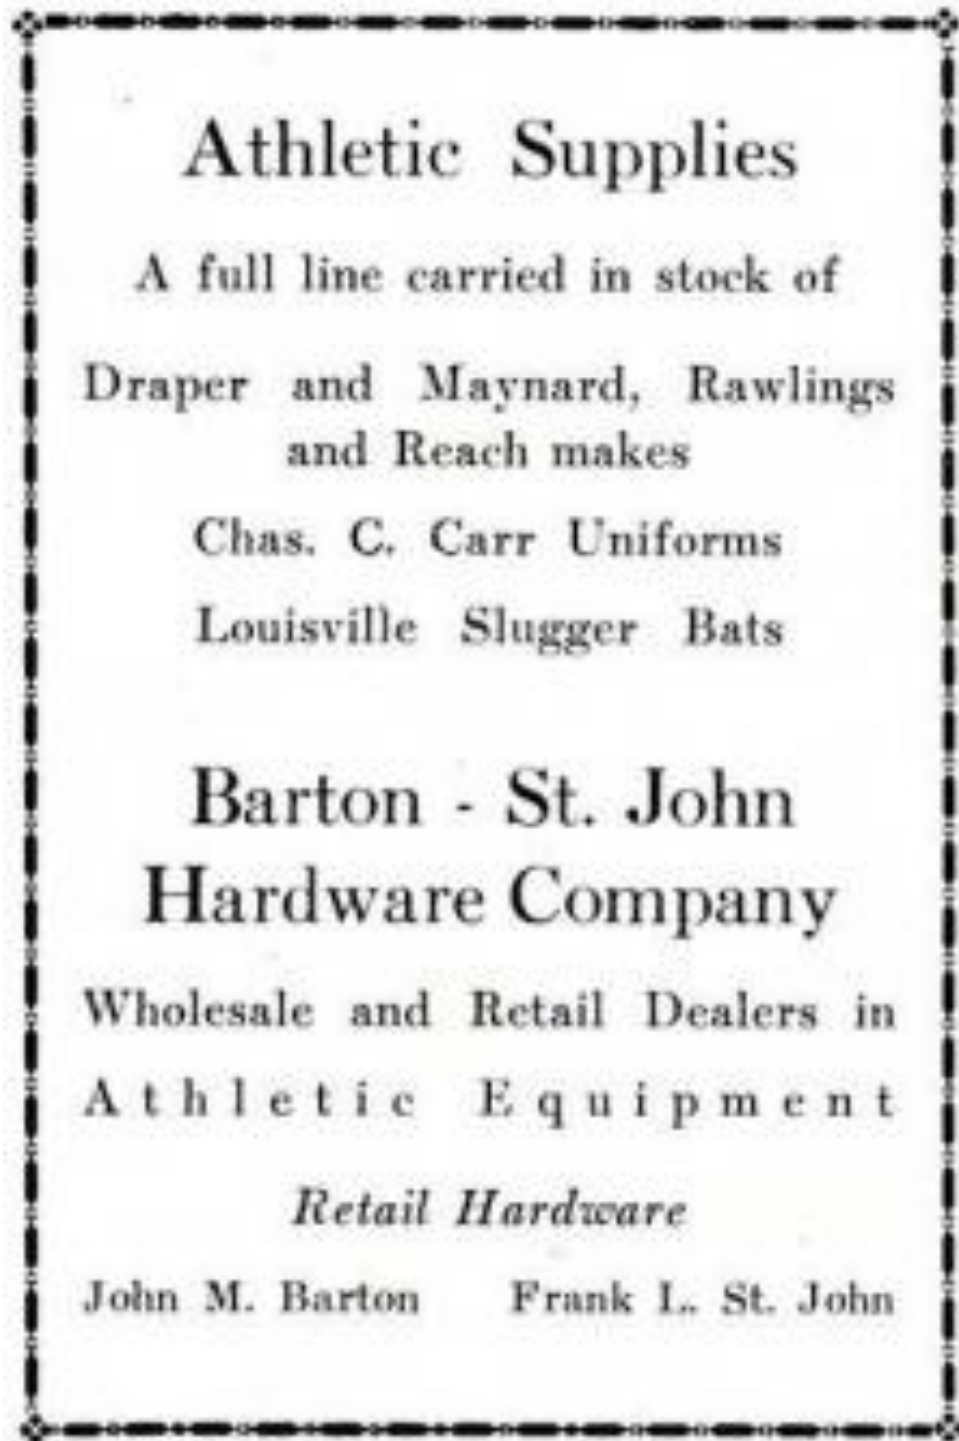 Athletic Supplies
A full line carried in stock of
Draper and Maynard, Rawlings
and Reach makes
Chas. C. Carr Uniforms
Louisville Slugger Bats
Barton - St. John
Hardware Company
Wholesale and Retail Dealers in
Athletic Equipment
Retail Hardware
John M. Barton Frank L. St. John